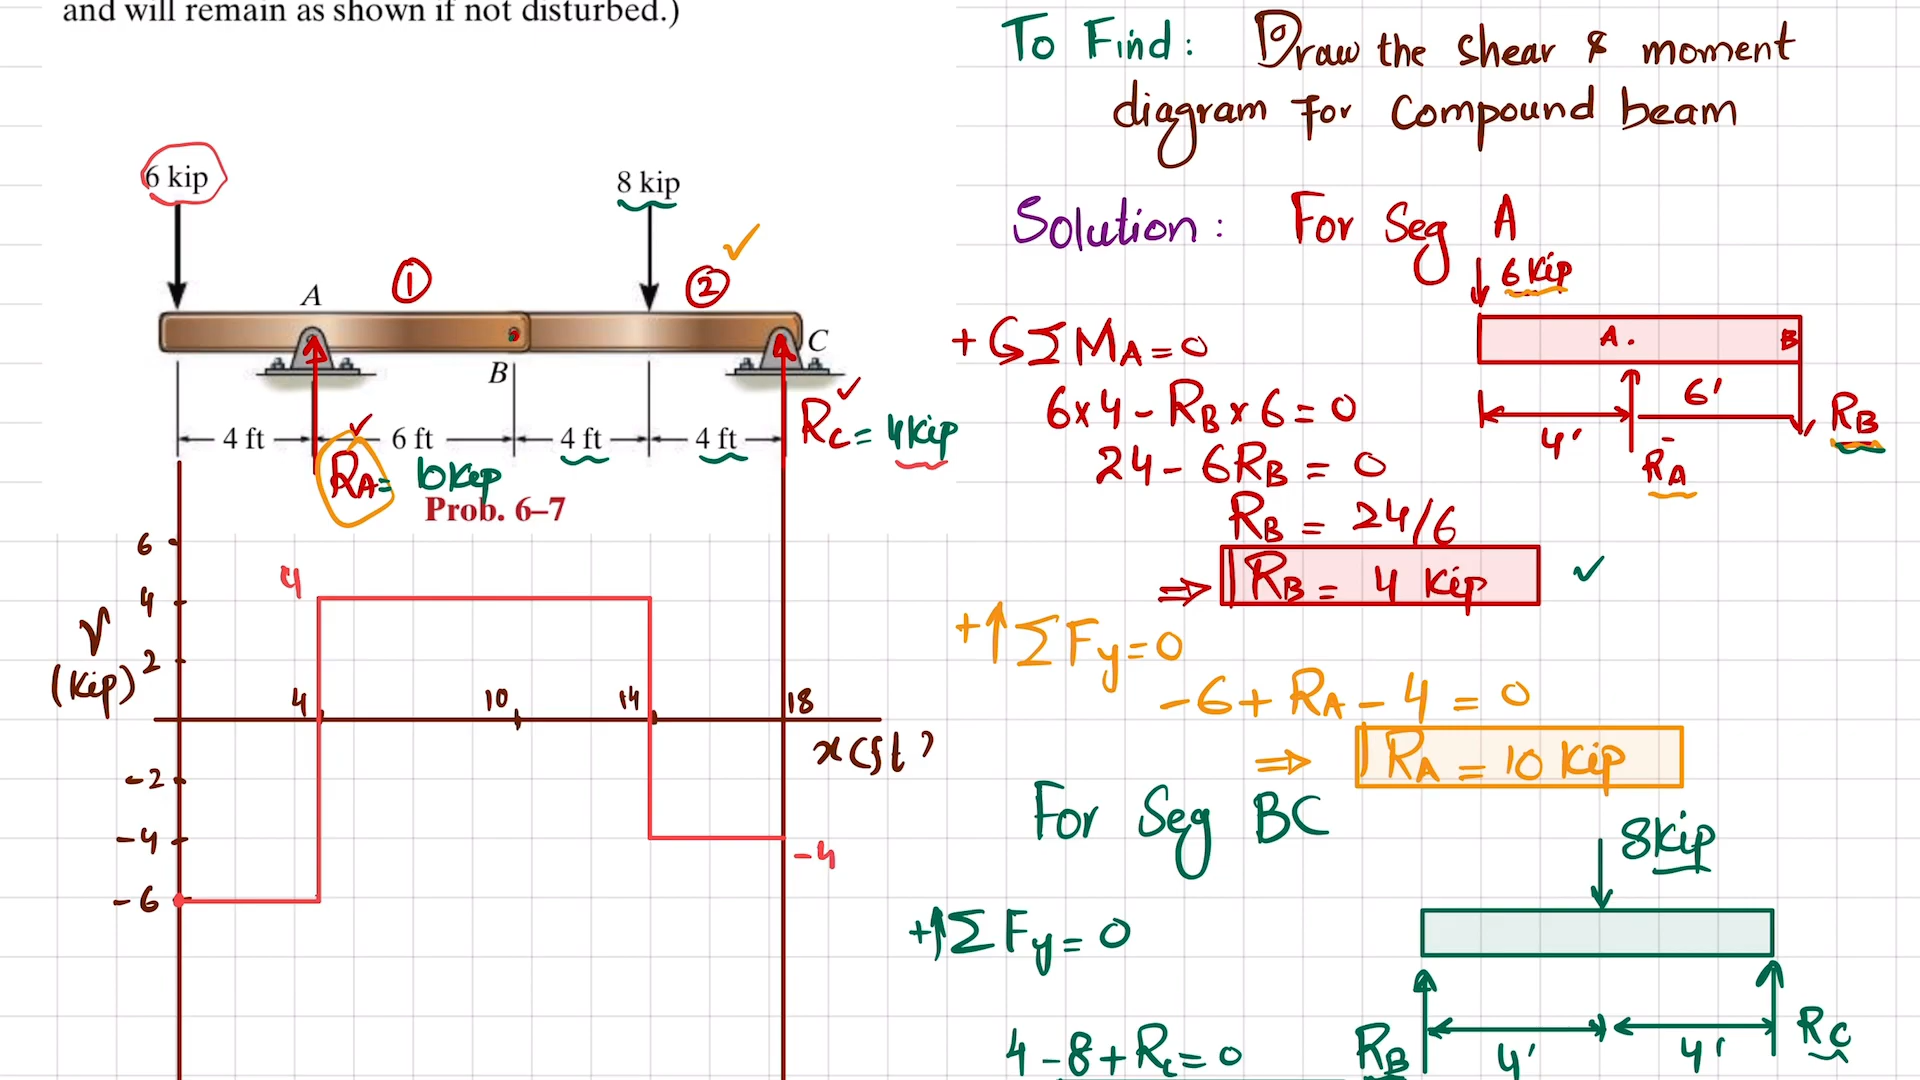 and will remain as shown if not disturbed.)
6 kip
8 kip
A
①
②
B
C
4 ft
6 ft
4 ft
4 ft
RA = 10 kip
RC = 4 kip
Prob. 6–7
V
(kip)
6
4
2
-2
-4
-6
4
4
10
14
18
x(ft)
-4
To Find: Draw the shear & moment
diagram for compound beam
Solution: For Seg A
6 kip
A.
B
4'
6'
RA
RB
+↺ΣMA=0
6x4 - RB x 6 = 0
24 - 6RB = 0
RB = 24/6
⇒ RB = 4 kip
+↑ΣFy=0
-6 + RA - 4 = 0
⇒ RA = 10 kip
For Seg BC
8kip
+↑ΣFy=0
4-8+Rc=0
RB
4'
4'
RC